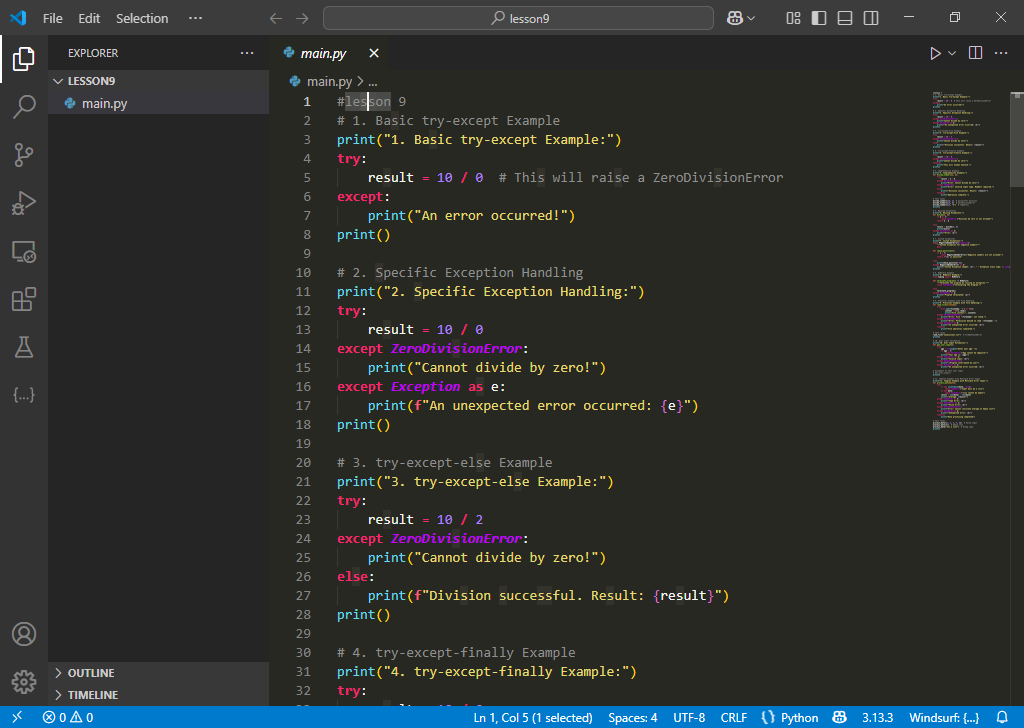 File Edit Selection ···
lesson9
EXPLORER ···
LESSON9
main.py
main.py
main.py > ...
1 #lesson 9
2 # 1. Basic try-except Example
3 print("1. Basic try-except Example:")
4 try:
5 result = 10 / 0 # This will raise a ZeroDivisionError
6 except:
7 print("An error occurred!")
8 print()
9
10 # 2. Specific Exception Handling
11 print("2. Specific Exception Handling:")
12 try:
13 result = 10 / 0
14 except ZeroDivisionError:
15 print("Cannot divide by zero!")
16 except Exception as e:
17 print(f"An unexpected error occurred: {e}")
18 print()
19
20 # 3. try-except-else Example
21 print("3. try-except-else Example:")
22 try:
23 result = 10 / 2
24 except ZeroDivisionError:
25 print("Cannot divide by zero!")
26 else:
27 print(f"Division successful. Result: {result}")
28 print()
29
30 # 4. try-except-finally Example
31 print("4. try-except-finally Example:")
32 try:
OUTLINE
TIMELINE
0 0 Ln 1, Col 5 (1 selected) Spaces: 4 UTF-8 CRLF {} Python 3.13.3 Windsurf: {...}